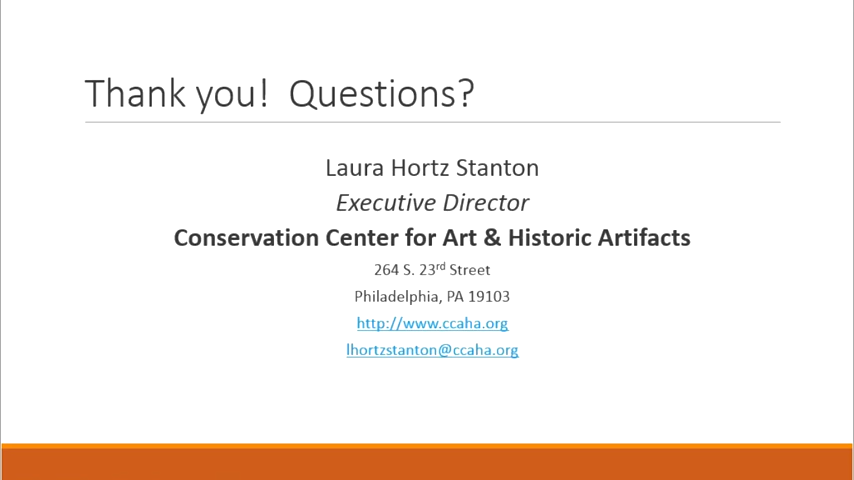 Thank you!  Questions?
Laura Hortz Stanton
Executive Director
Conservation Center for Art & Historic Artifacts
264 S. 23rd Street
Philadelphia, PA 19103
http://www.ccaha.org
lhortzstanton@ccaha.org